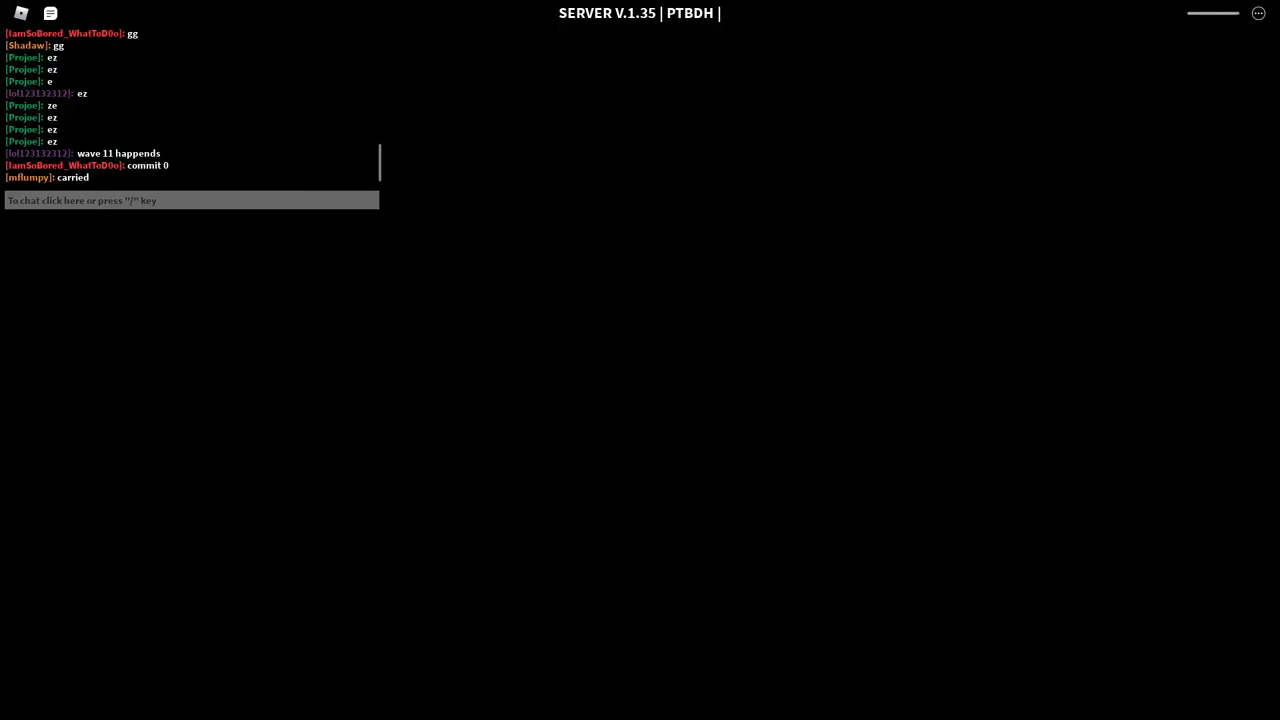 SERVER V.1.35 | PTBDH |
[IamSoBored_WhatToD0o]: gg
[Shadaw]: gg
[Projoe]: ez
[Projoe]: ez
[Projoe]: e
[lol123132312]: ez
[Projoe]: ze
[Projoe]: ez
[Projoe]: ez
[Projoe]: ez
[lol123132312]: wave 11 happends
[IamSoBored_WhatToD0o]: commit 0
[mflumpy]: carried
To chat click here or press "/" key